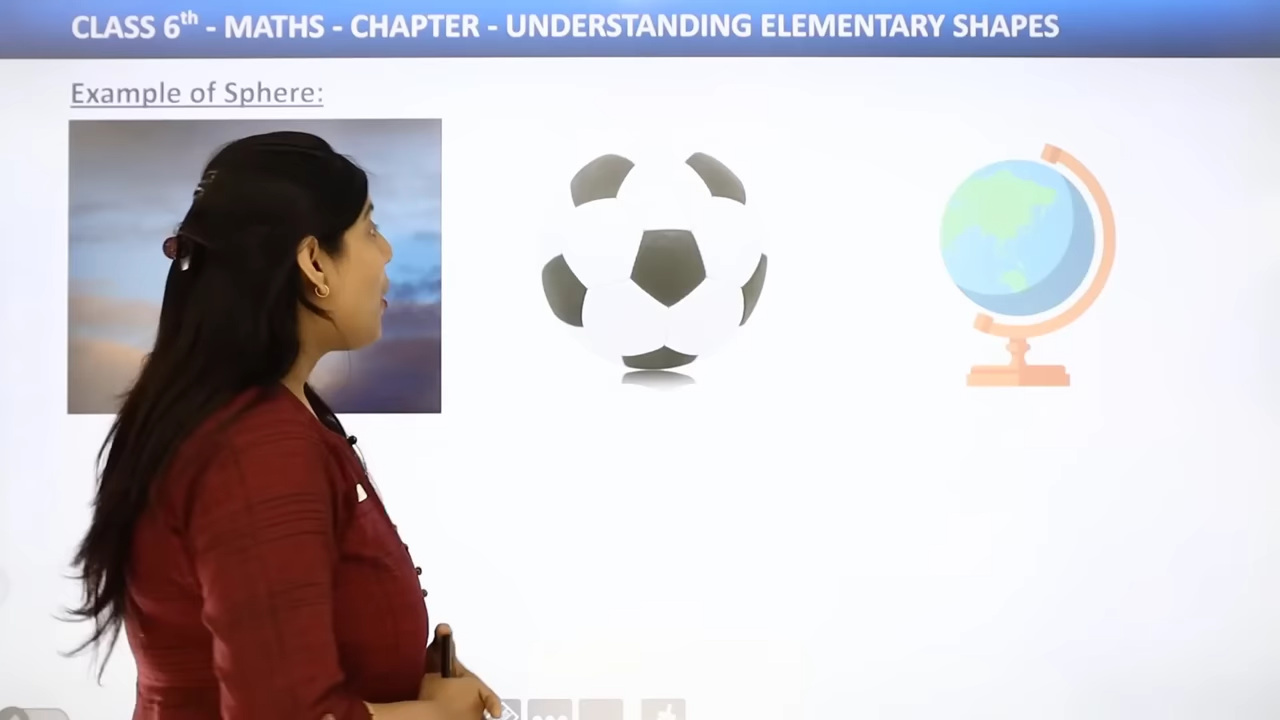 CLASS 6th - MATHS - CHAPTER - UNDERSTANDING ELEMENTARY SHAPES
Example of Sphere: